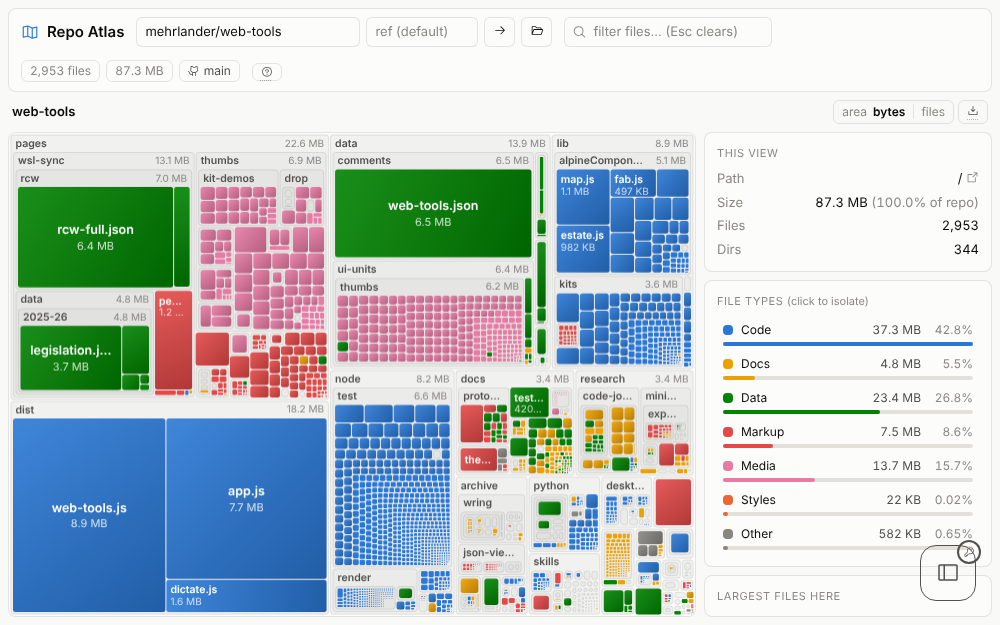 Repo Atlas
mehrlander/web-tools
ref (default)
filter files... (Esc clears)
2,953 files
87.3 MB
main
web-tools
area bytes files
pages 22.6 MB
wsl-sync 13.1 MB
rcw 7.0 MB
rcw-full.json
6.4 MB
data 4.8 MB
2025-26 4.8 MB
legislation.j...
3.7 MB
pe...
1.2 ...
thumbs 6.9 MB
kit-demos
drop
dist 18.2 MB
web-tools.js
8.9 MB
app.js
7.7 MB
dictate.js
1.6 MB
data 13.9 MB
comments 6.5 MB
web-tools.json
6.5 MB
ui-units 6.4 MB
thumbs 6.2 MB
lib 8.9 MB
alpineCompon... 5.1 MB
map.js
1.1 MB
fab.js
497 KB
estate.js
982 KB
kits 3.6 MB
node 8.2 MB
test 6.6 MB
render
docs 3.4 MB
proto...
test...
420...
the...
research 3.4 MB
code-jo...
mini...
exp...
archive
wring
json-vie...
python
skills
deskt...
THIS VIEW
Path /
Size 87.3 MB (100.0% of repo)
Files 2,953
Dirs 344
FILE TYPES (click to isolate)
Code 37.3 MB 42.8%
Docs 4.8 MB 5.5%
Data 23.4 MB 26.8%
Markup 7.5 MB 8.6%
Media 13.7 MB 15.7%
Styles 22 KB 0.02%
Other 582 KB 0.65%
LARGEST FILES HERE